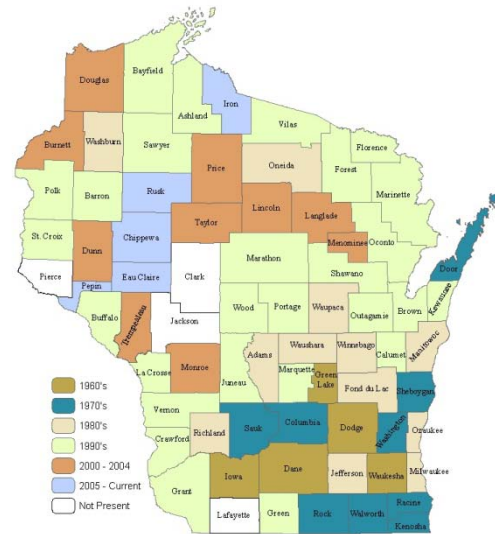 Douglas
Bayfield
Iron
Ashland
Vilas
Burnett
Washburn
Sawyer
Florence
Price
Oneida
Forest
Marinette
Polk
Barron
Rusk
Lincoln
Langlade
Taylor
St. Croix
Dunn
Chippewa
Menominee
Oconto
Door
Pierce
Eau Claire
Clark
Marathon
Shawano
Pepin
Kewaunee
Buffalo
Trempealeau
Jackson
Wood
Portage
Waupaca
Outagamie
Brown
Manitowoc
Waushara
Winnebago
Calumet
Adams
La Crosse
Monroe
Juneau
Marquette
Green
Lake
Fond du Lac
Sheboygan
1960's
1970's
1980's
1990's
2000 - 2004
2005 - Current
Not Present
Vernon
Crawford
Richland
Sauk
Columbia
Dodge
Washington
Ozaukee
Grant
Iowa
Dane
Jefferson
Waukesha
Milwaukee
Lafayette
Green
Rock
Walworth
Racine
Kenosha